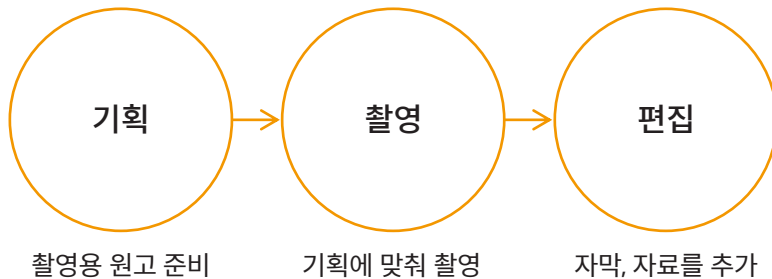 기획
촬영
편집
촬영용 원고 준비
기획에 맞춰 촬영
자막, 자료를 추가